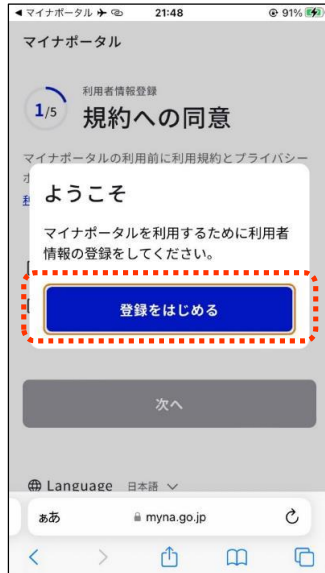 マイナポータル
21:48
91%
マイナポータル
利用者情報登録
1/5
規約への同意
マイナポータルの利用前に利用規約とプライバシー
ようこそ
マイナポータルを利用するために利用者
情報の登録をしてください。
登録をはじめる
次へ
Language 日本語
ぁあ
myna.go.jp